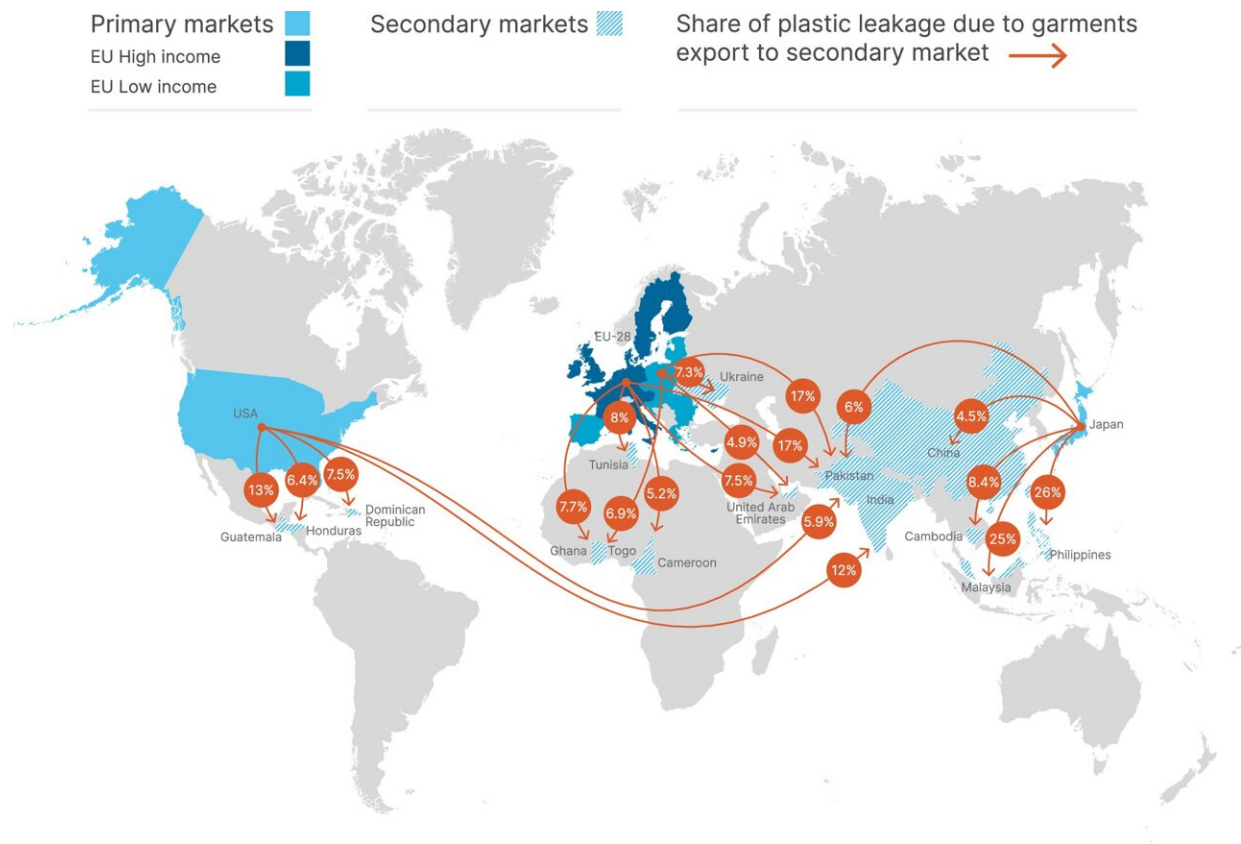 Primary markets
EU High income
EU Low income
Secondary markets
Share of plastic leakage due to garments
export to secondary market
EU-28
7.3%
Ukraine
17%
6%
4.5%
USA
8%
Japan
4.9%
17%
China
Tunisia
Pakistan
13%
6.4%
7.5%
7.5%
8.4%
26%
5.2%
India
7.7%
6.9%
United Arab
Emirates
Dominican
Republic
5.9%
Guatemala
Honduras
Cambodia
25%
Ghana
Togo
Cameroon
Philippines
12%
Malaysia